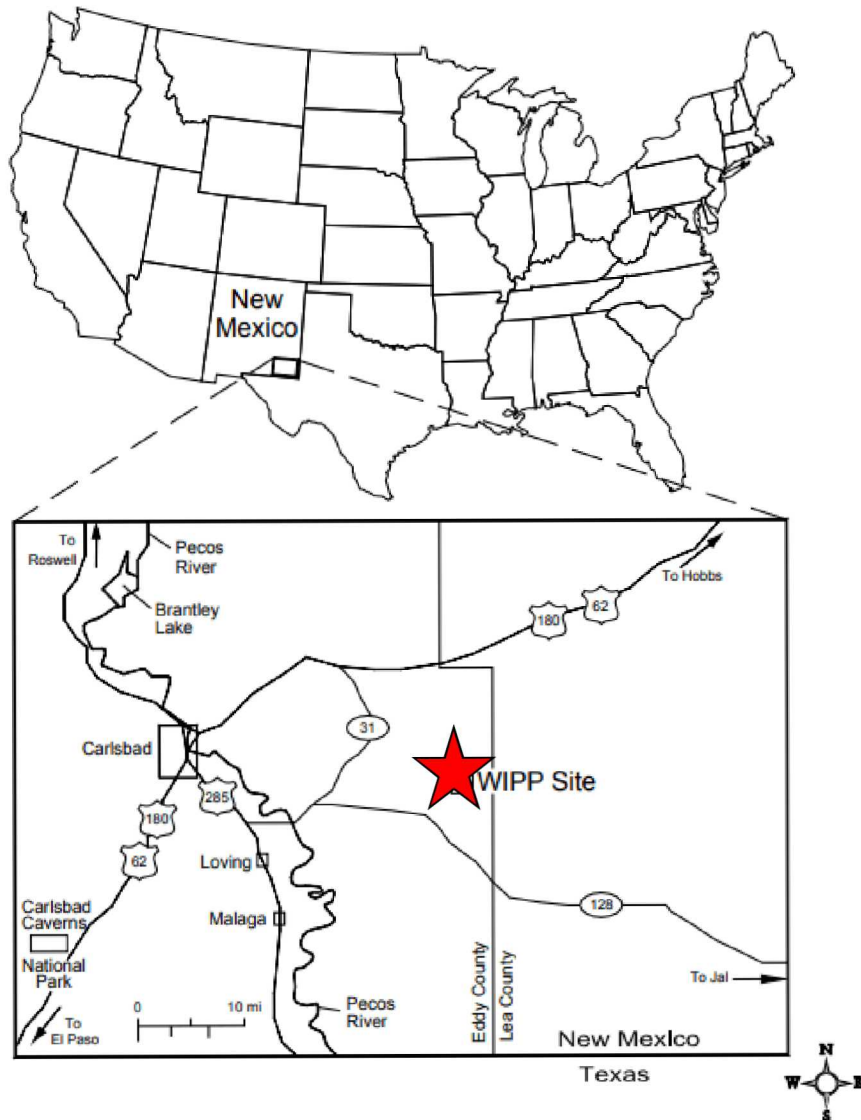 New
Mexico
To
Roswell
Pecos
River
Brantley
Lake
To Hobbs
62
180
31
Carlsbad
WIPP Site
285
180
62
Loving
Carlsbad
Caverns
National
Park
Malaga
128
To Jal
0 10 mi
To
El Paso
Pecos
River
Eddy County
Lea County
New Mexico
Texas
N
W E
S